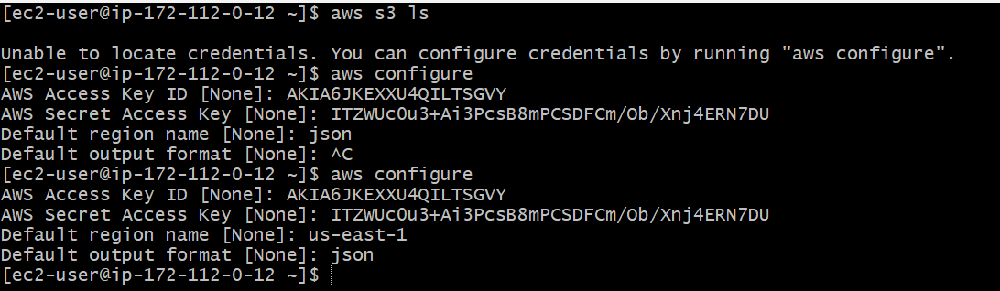 [ec2-user@ip-172-112-0-12 ~]$ aws s3 ls
Unable to locate credentials. You can configure credentials by running "aws configure".
[ec2-user@ip-172-112-0-12 ~]$ aws configure
AWS Access Key ID [None]: AKIA6JKEXXU4QILTSGVY
AWS Secret Access Key [None]: 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
Default region name [None]: json
Default output format [None]: ^C
[ec2-user@ip-172-112-0-12 ~]$ aws configure
AWS Access Key ID [None]: AKIA6JKEXXU4QILTSGVY
AWS Secret Access Key [None]: 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
Default region name [None]: us-east-1
Default output format [None]: json
[ec2-user@ip-172-112-0-12 ~]$